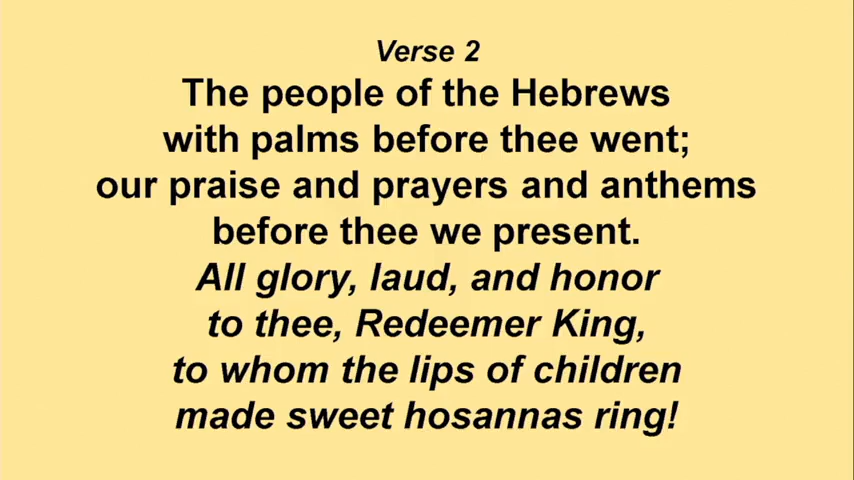 Verse 2
The people of the Hebrews
with palms before thee went;
our praise and prayers and anthems
before thee we present.
All glory, laud, and honor
to thee, Redeemer King,
to whom the lips of children
made sweet hosannas ring!